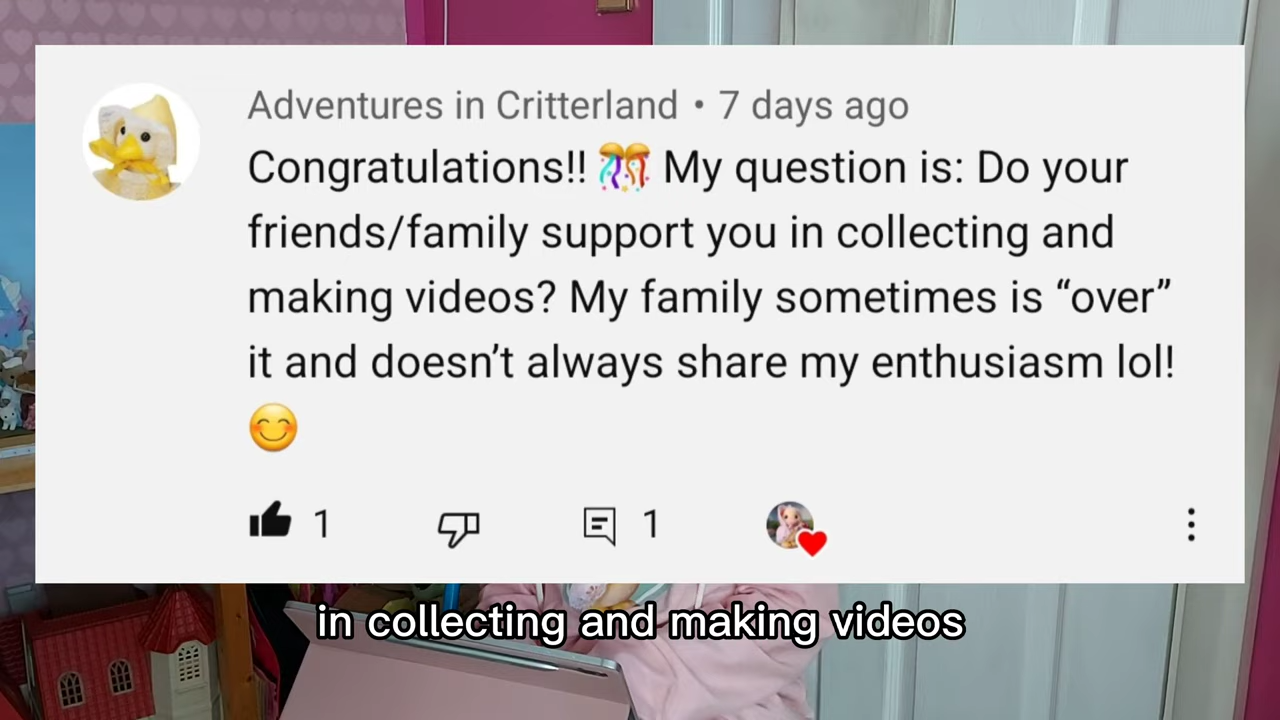 Adventures in Critterland • 7 days ago
Congratulations!! 🎊 My question is: Do your
friends/family support you in collecting and
making videos? My family sometimes is “over”
it and doesn’t always share my enthusiasm lol!
😊
1
1
in collecting and making videos